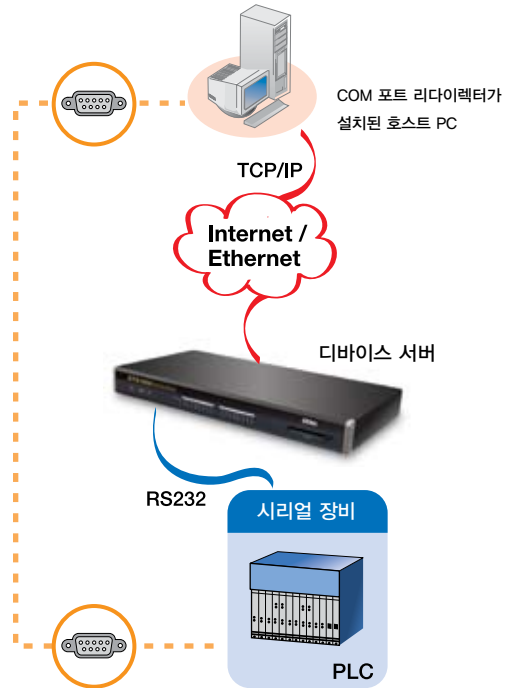 COM 포트 리다이렉터가
설치된 호스트 PC
TCP/IP
Internet /
Ethernet
디바이스 서버
RS232
시리얼 장비
PLC